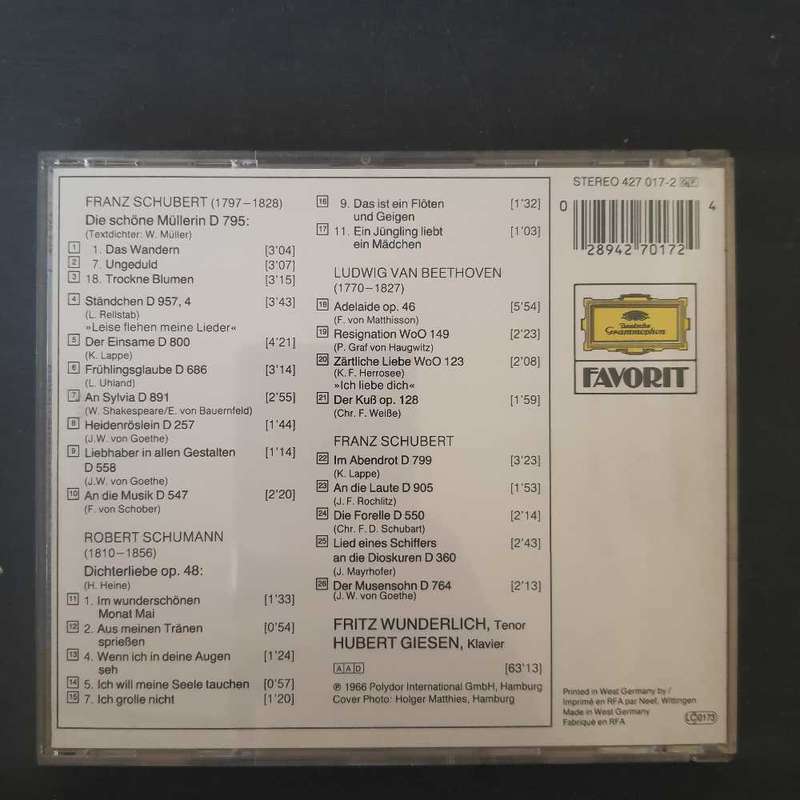 FRANZ SCHUBERT (1797–1828)
Die schöne Müllerin D 795:
(Textdichter: W. Müller)
1 1. Das Wandern [3'04]
2 7. Ungeduld [3'07]
3 18. Trockne Blumen [3'15]
4 Ständchen D 957, 4 [3'43]
(L. Rellstab)
»Leise flehen meine Lieder«
5 Der Einsame D 800 [4'21]
(K. Lappe)
6 Frühlingsglaube D 686 [3'14]
(L. Uhland)
7 An Sylvia D 891 [2'55]
(W. Shakespeare/E. von Bauernfeld)
8 Heidenröslein D 257 [1'44]
(J.W. von Goethe)
9 Liebhaber in allen Gestalten [1'14]
D 558
(J.W. von Goethe)
10 An die Musik D 547 [2'20]
(F. von Schober)
ROBERT SCHUMANN
(1810–1856)
Dichterliebe op. 48:
(H. Heine)
11 1. Im wunderschönen [1'33]
Monat Mai
12 2. Aus meinen Tränen [0'54]
sprießen
13 4. Wenn ich in deine Augen [1'24]
seh
14 5. Ich will meine Seele tauchen [0'57]
15 7. Ich grolle nicht [1'20]
16 9. Das ist ein Flöten [1'32]
und Geigen
17 11. Ein Jüngling liebt [1'03]
ein Mädchen
LUDWIG VAN BEETHOVEN
(1770–1827)
18 Adelaide op. 46 [5'54]
(F. von Matthisson)
19 Resignation WoO 149 [2'23]
(P. Graf von Haugwitz)
20 Zärtliche Liebe WoO 123 [2'08]
(K. F. Herrosee)
»Ich liebe dich«
21 Der Kuß op. 128 [1'59]
(Chr. F. Weiße)
FRANZ SCHUBERT
22 Im Abendrot D 799 [3'23]
(K. Lappe)
23 An die Laute D 905 [1'53]
(J. F. Rochlitz)
24 Die Forelle D 550 [2'14]
(Chr. F. D. Schubart)
25 Lied eines Schiffers [2'43]
an die Dioskuren D 360
(J. Mayrhofer)
26 Der Musensohn D 764 [2'13]
(J. W. von Goethe)
FRITZ WUNDERLICH, Tenor
HUBERT GIESEN, Klavier
AAD [63'13]
℗ 1966 Polydor International GmbH, Hamburg
Cover Photo: Holger Matthies, Hamburg
STEREO 427 017-2 GF
0 28942 70172 4
Deutsche
Grammophon
FAVORIT
Printed in West Germany by /
Imprimé en RFA par Neef, Wittingen
Made in West Germany
Fabriqué en RFA
LC 0173